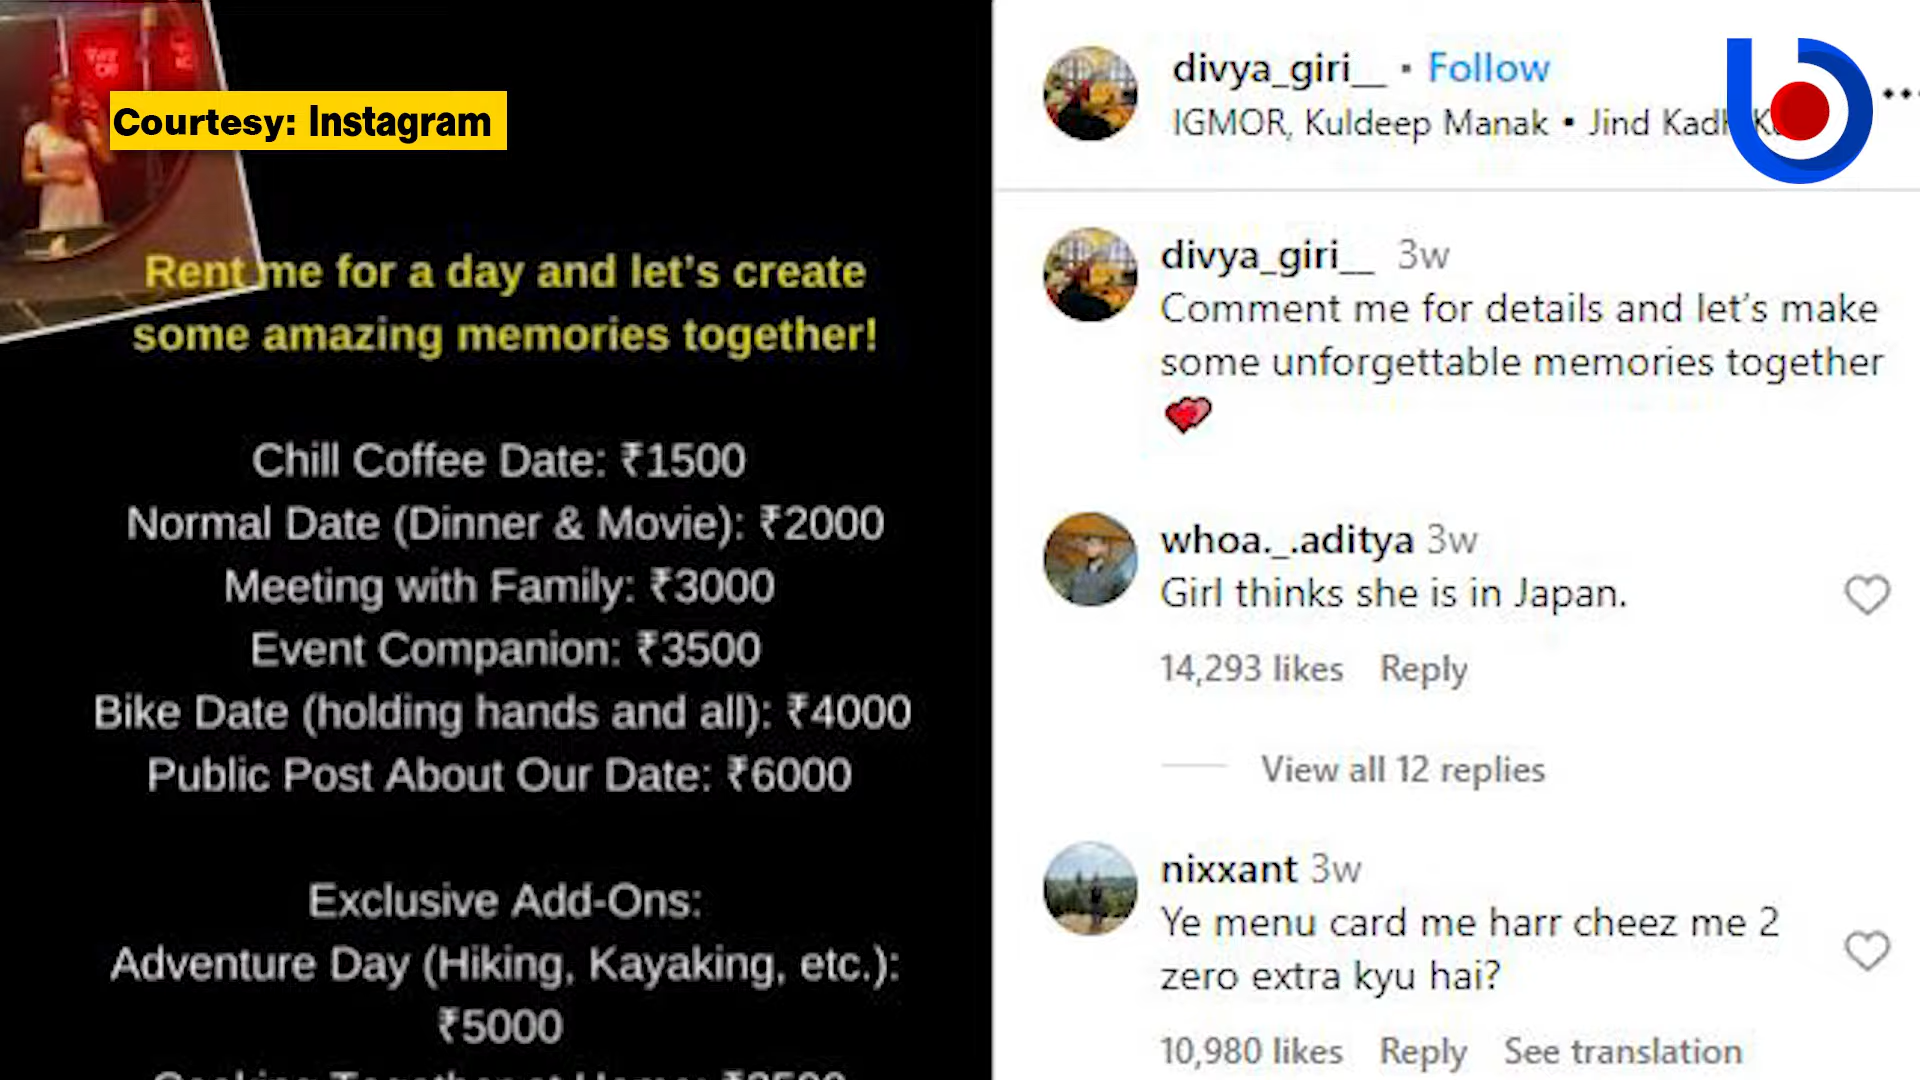 Courtesy: Instagram
Rent me for a day and let's create
some amazing memories together!
Chill Coffee Date: ₹1500
Normal Date (Dinner & Movie): ₹2000
Meeting with Family: ₹3000
Event Companion: ₹3500
Bike Date (holding hands and all): ₹4000
Public Post About Our Date: ₹6000
Exclusive Add-Ons:
Adventure Day (Hiking, Kayaking, etc.):
₹5000
divya_giri__ • Follow
IGMOR, Kuldeep Manak • Jind
divya_giri__ 3w
Comment me for details and let's make
some unforgettable memories together
whoa._.aditya 3w
Girl thinks she is in Japan.
14,293 likes Reply
View all 12 replies
nixxant 3w
Ye menu card me harr cheez me 2
zero extra kyu hai?
10,980 likes Reply See translation